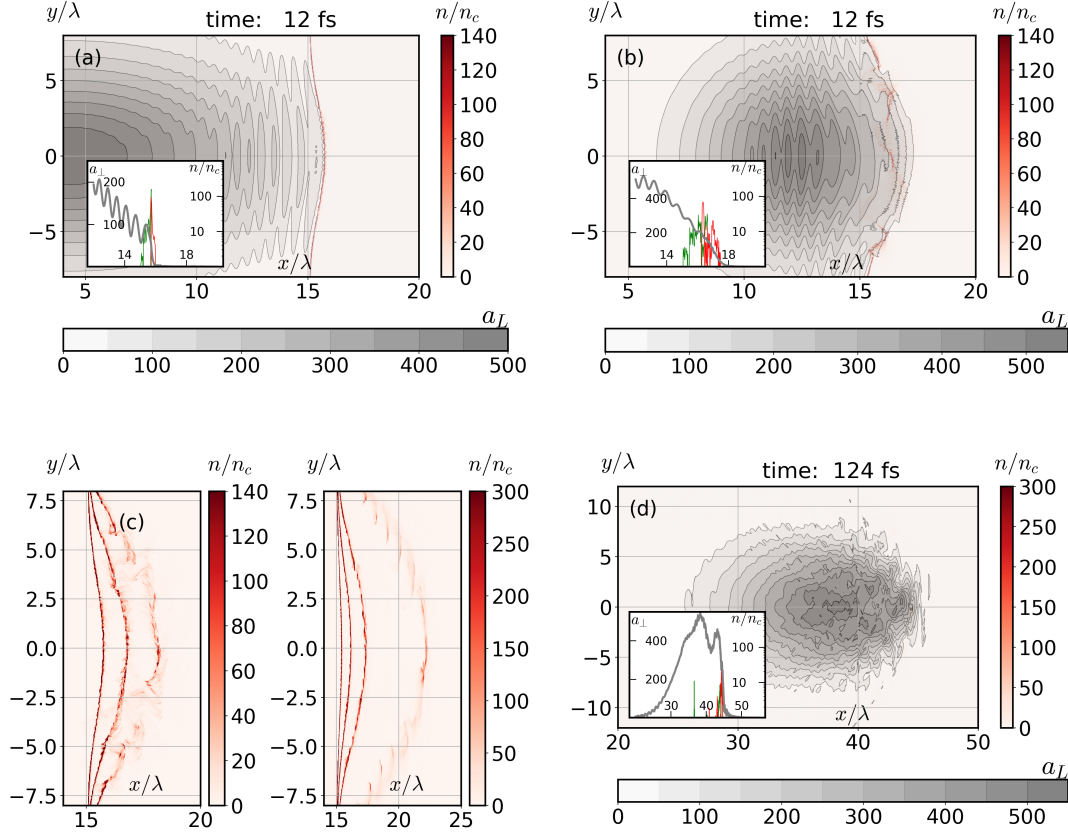 y/λ time: 12 fs n/n_c
(a)
5
0
−5
5 10 15 20
x/λ
140
120
100
80
60
40
20
0
a_⊥ n/n_c
200
100
100
10
14 18
a_L
0 100 200 300 400 500
y/λ time: 12 fs n/n_c
(b)
5
0
−5
5 10 15 20
x/λ
140
120
100
80
60
40
20
0
a_⊥ n/n_c
400
200
100
10
14 18
a_L
0 100 200 300 400 500
y/λ n/n_c
(c)
7.5
5.0
2.5
0.0
−2.5
−5.0
−7.5
x/λ
15 20
140
120
100
80
60
40
20
0
y/λ n/n_c
7.5
5.0
2.5
0.0
−2.5
−5.0
−7.5
x/λ
15 20 25
300
250
200
150
100
50
0
y/λ time: 124 fs n/n_c
(d)
10
5
0
−5
−10
20 30 40 50
x/λ
300
250
200
150
100
50
0
a_⊥ n/n_c
400
200
100
10
30 40 50
a_L
0 100 200 300 400 500